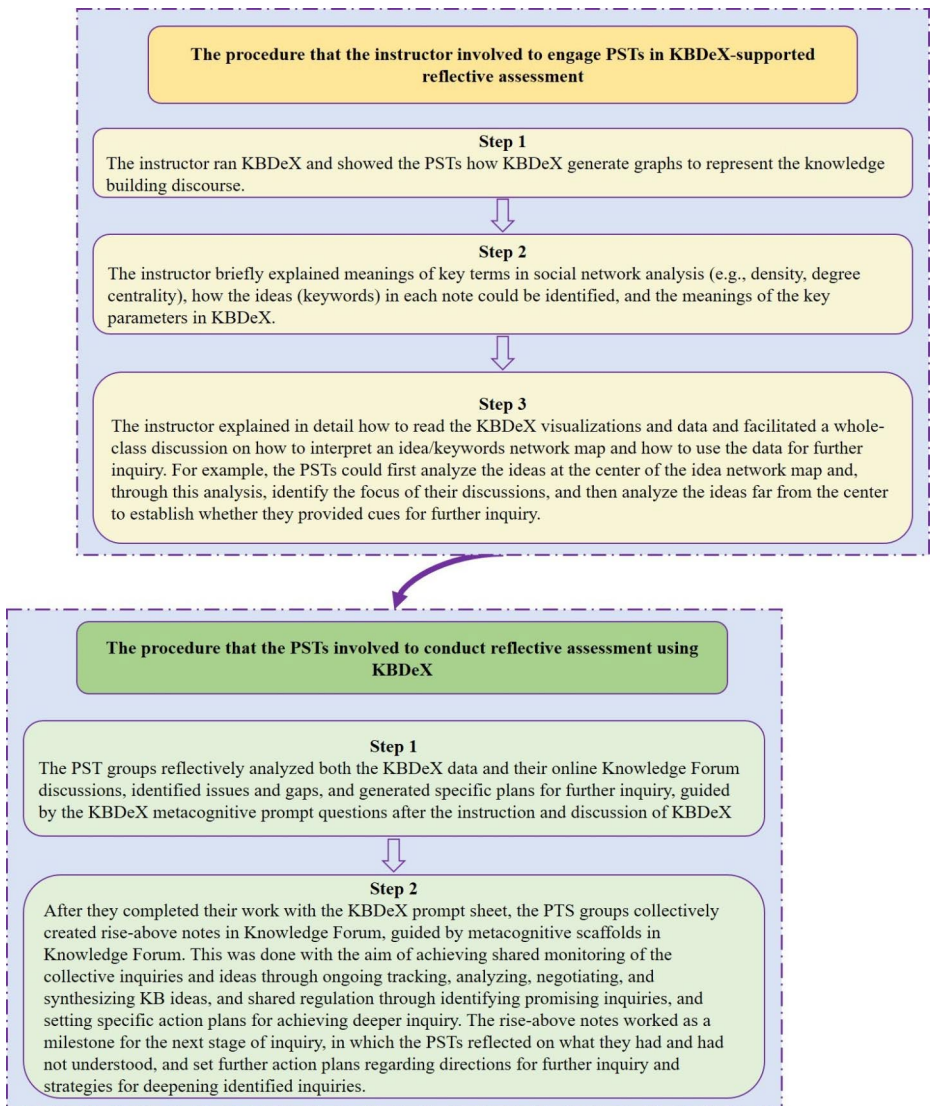 The procedure that the instructor involved to engage PSTs in KBDeX-supported
reflective assessment
Step 1
The instructor ran KBDeX and showed the PSTs how KBDeX generate graphs to represent the knowledge
building discourse.
Step 2
The instructor briefly explained meanings of key terms in social network analysis (e.g., density, degree
centrality), how the ideas (keywords) in each note could be identified, and the meanings of the key
parameters in KBDeX.
Step 3
The instructor explained in detail how to read the KBDeX visualizations and data and facilitated a whole-
class discussion on how to interpret an idea/keywords network map and how to use the data for further
inquiry. For example, the PSTs could first analyze the ideas at the center of the idea network map and,
through this analysis, identify the focus of their discussions, and then analyze the ideas far from the center
to establish whether they provided cues for further inquiry.
The procedure that the PSTs involved to conduct reflective assessment using
KBDeX
Step 1
The PST groups reflectively analyzed both the KBDeX data and their online Knowledge Forum
discussions, identified issues and gaps, and generated specific plans for further inquiry, guided
by the KBDeX metacognitive prompt questions after the instruction and discussion of KBDeX
Step 2
After they completed their work with the KBDeX prompt sheet, the PTS groups collectively
created rise-above notes in Knowledge Forum, guided by metacognitive scaffolds in
Knowledge Forum. This was done with the aim of achieving shared monitoring of the
collective inquiries and ideas through ongoing tracking, analyzing, negotiating, and
synthesizing KB ideas, and shared regulation through identifying promising inquiries, and
setting specific action plans for achieving deeper inquiry. The rise-above notes worked as a
milestone for the next stage of inquiry, in which the PSTs reflected on what they had and had
not understood, and set further action plans regarding directions for further inquiry and
strategies for deepening identified inquiries.